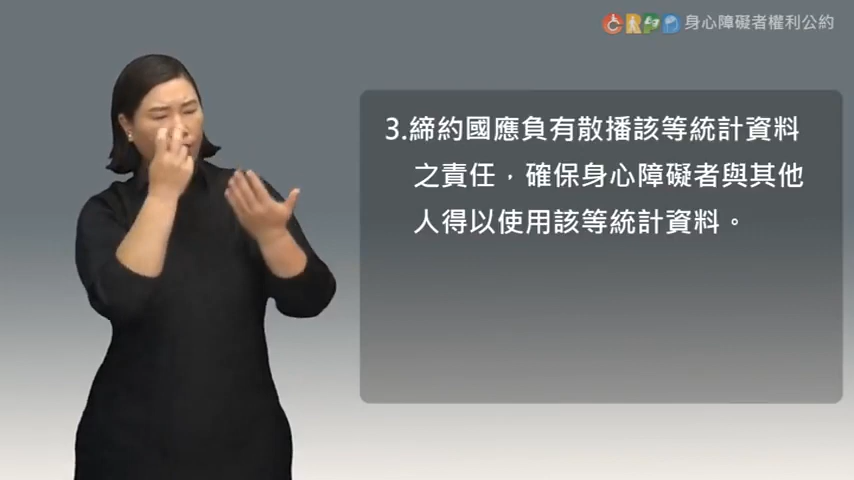 CRPD 身心障礙者權利公約
3.締約國應負有散播該等統計資料
之責任，確保身心障礙者與其他
人得以使用該等統計資料。